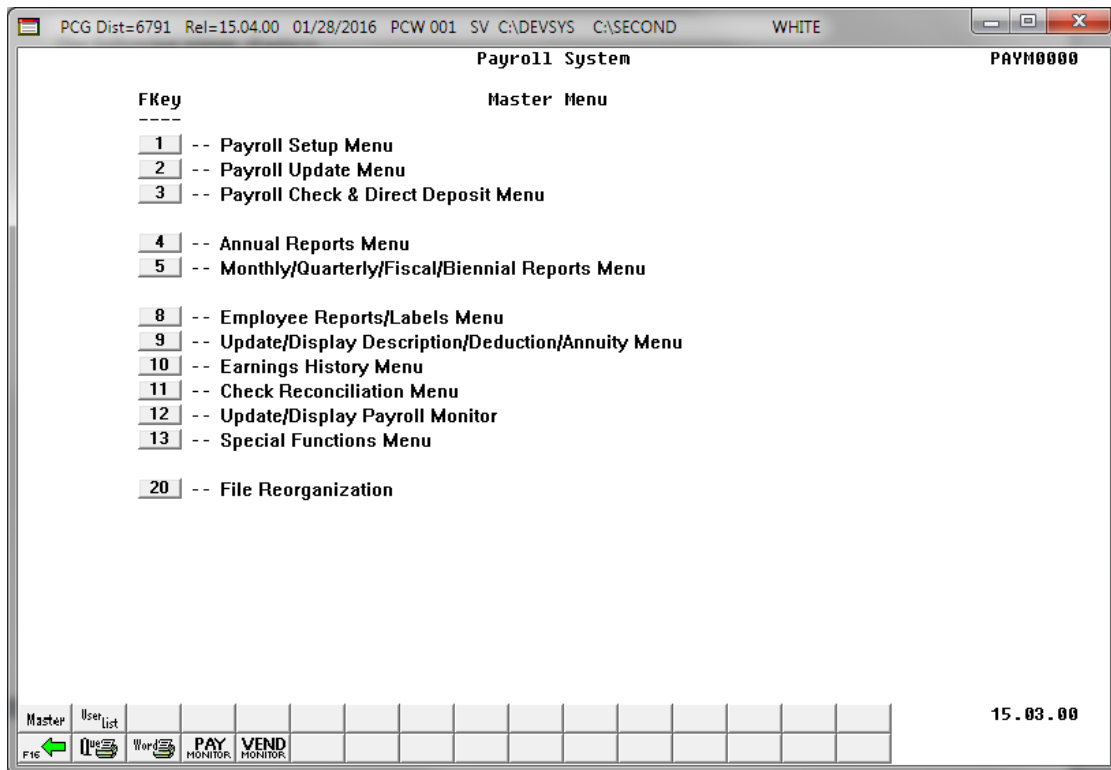 PCG Dist=6791 Rel=15.04.00 01/28/2016 PCW 001 SV C:\DEVSYS C:\SECOND WHITE
Payroll System PAYM0000
FKey Master Menu
----
1 -- Payroll Setup Menu
2 -- Payroll Update Menu
3 -- Payroll Check & Direct Deposit Menu
4 -- Annual Reports Menu
5 -- Monthly/Quarterly/Fiscal/Biennial Reports Menu
8 -- Employee Reports/Labels Menu
9 -- Update/Display Description/Deduction/Annuity Menu
10 -- Earnings History Menu
11 -- Check Reconciliation Menu
12 -- Update/Display Payroll Monitor
13 -- Special Functions Menu
20 -- File Reorganization
Master User List 15.03.00
F16 Que Word PAY MONITOR VEND MONITOR